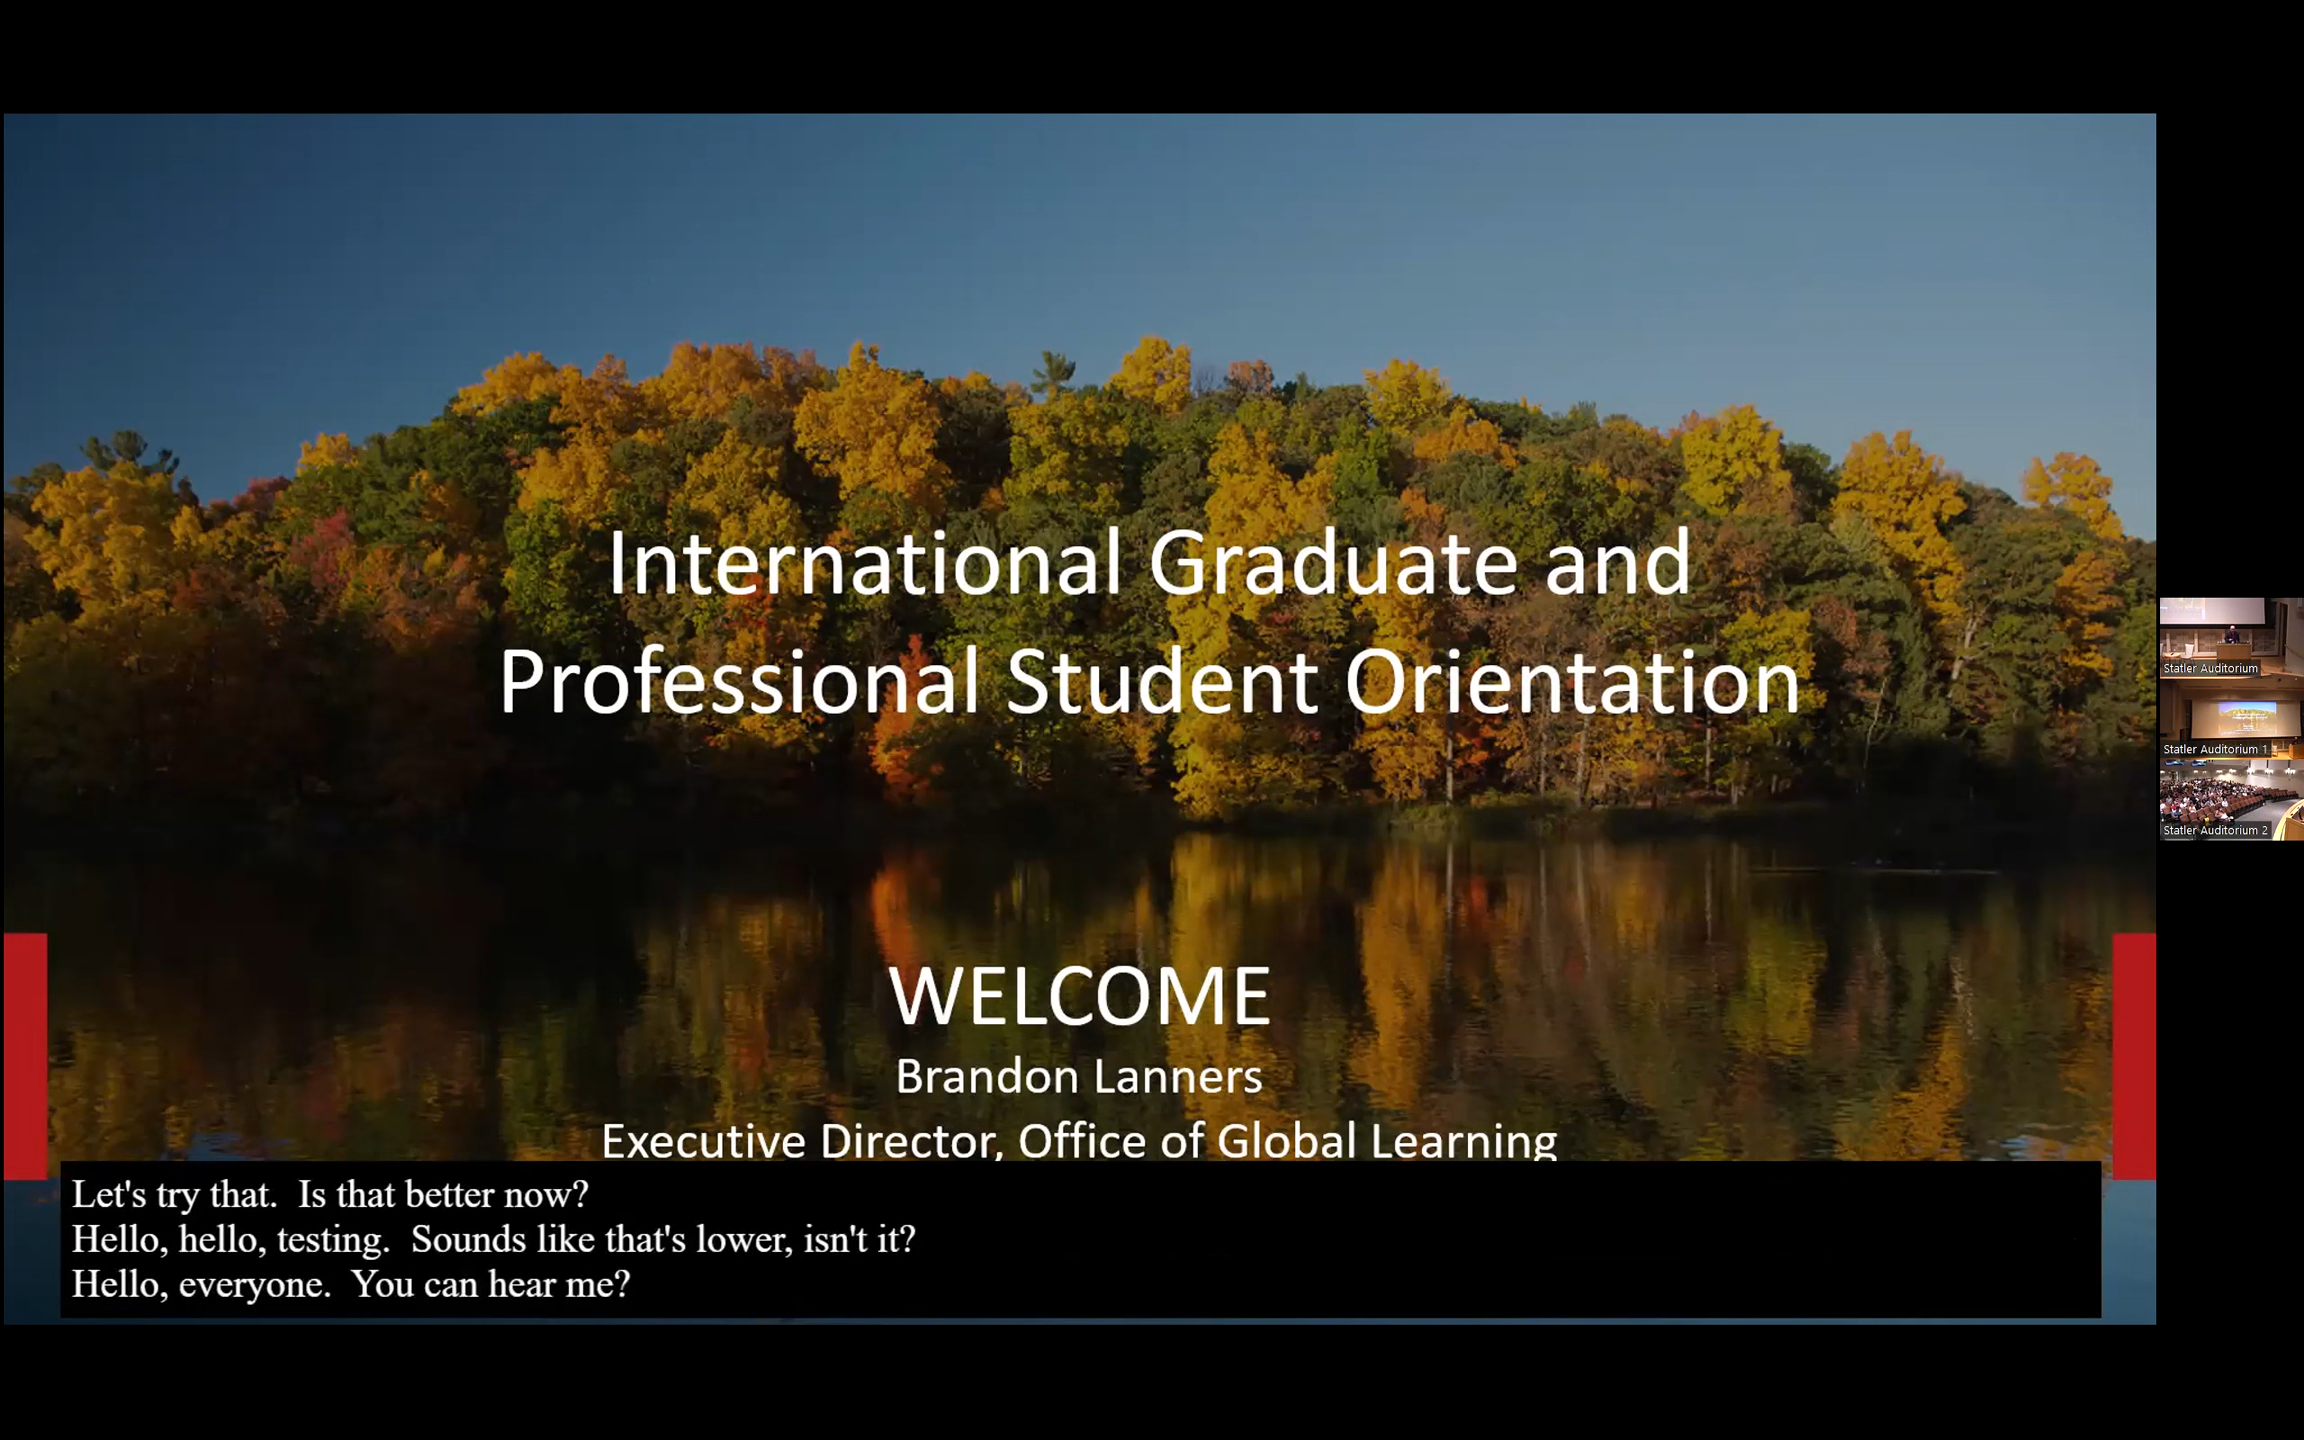 International Graduate and
Professional Student Orientation
WELCOME
Brandon Lanners
Executive Director, Office of Global Learning
Let's try that.  Is that better now?
Hello, hello, testing.  Sounds like that's lower, isn't it?
Hello, everyone.  You can hear me?
Statler Auditorium
Statler Auditorium 1
Statler Auditorium 2